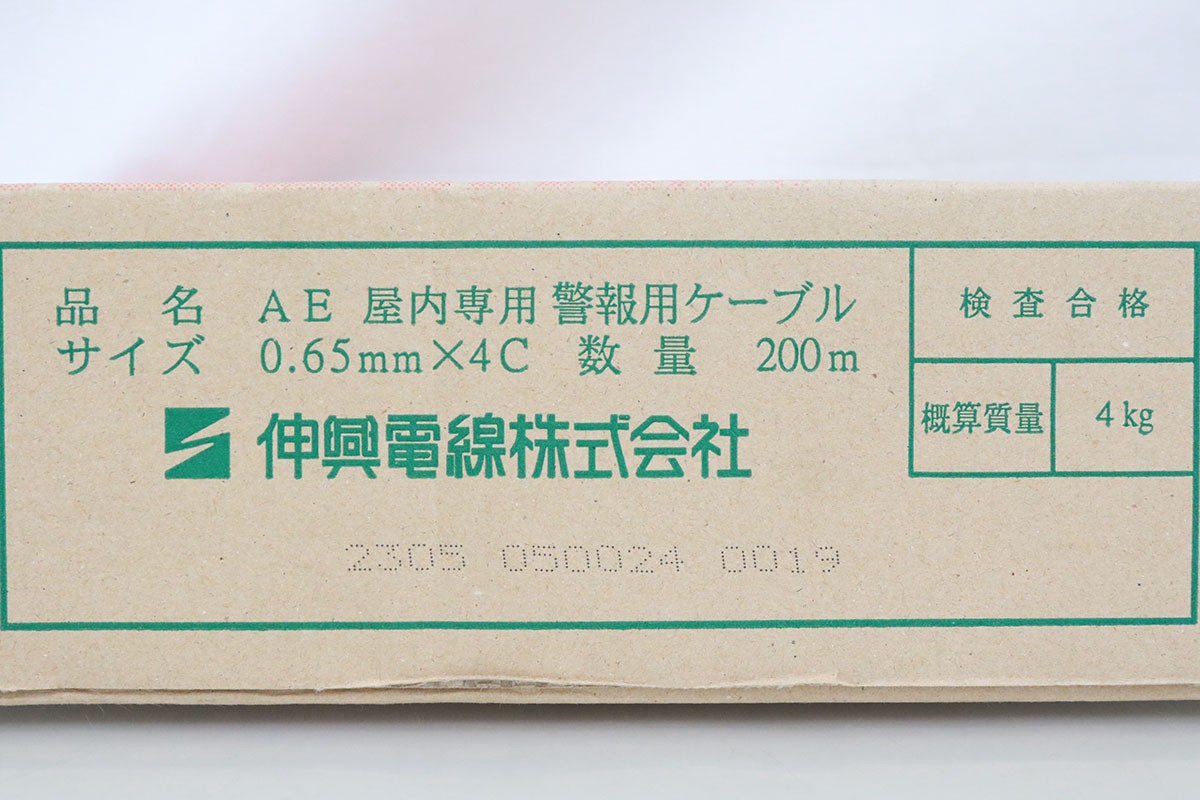 品 名 AE 屋内専用 警報用ケーブル
サイズ 0.65mm×4C 数 量 200m
伸興電線株式会社
2305 050024 0019
検査合格
概算質量 4kg